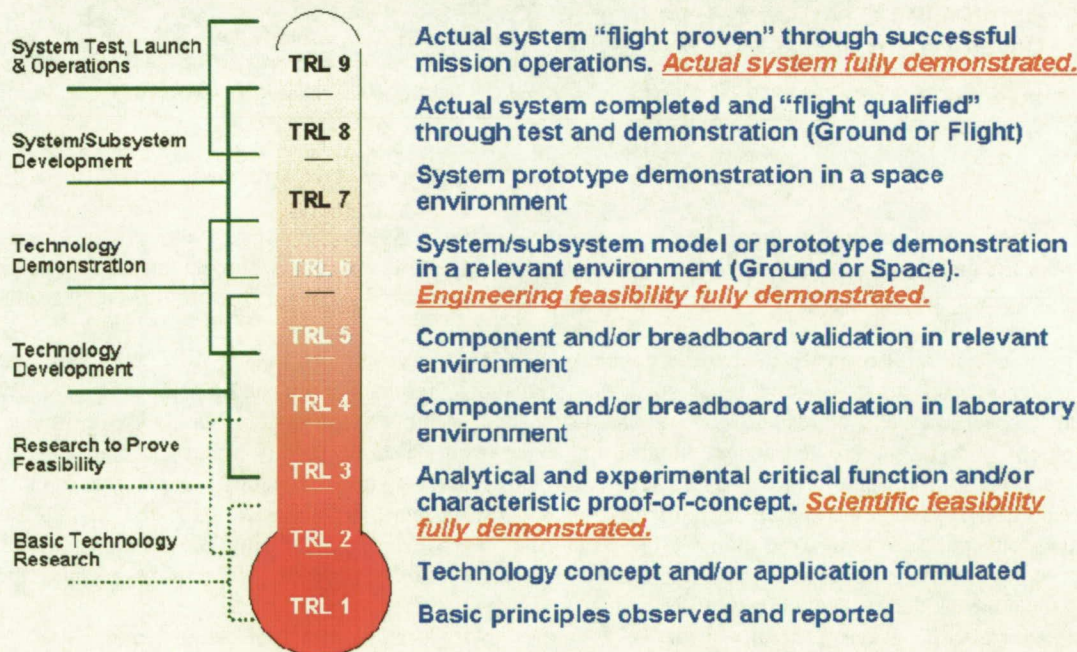 System Test, Launch
& Operations
System/Subsystem
Development
Technology
Demonstration
Technology
Development
Research to Prove
Feasibility
Basic Technology
Research
TRL 9
TRL 8
TRL 7
TRL 6
TRL 5
TRL 4
TRL 3
TRL 2
TRL 1
Actual system “flight proven” through successful
mission operations. Actual system fully demonstrated.
Actual system completed and “flight qualified”
through test and demonstration (Ground or Flight)
System prototype demonstration in a space
environment
System/subsystem model or prototype demonstration
in a relevant environment (Ground or Space).
Engineering feasibility fully demonstrated.
Component and/or breadboard validation in relevant
environment
Component and/or breadboard validation in laboratory
environment
Analytical and experimental critical function and/or
characteristic proof-of-concept. Scientific feasibility
fully demonstrated.
Technology concept and/or application formulated
Basic principles observed and reported